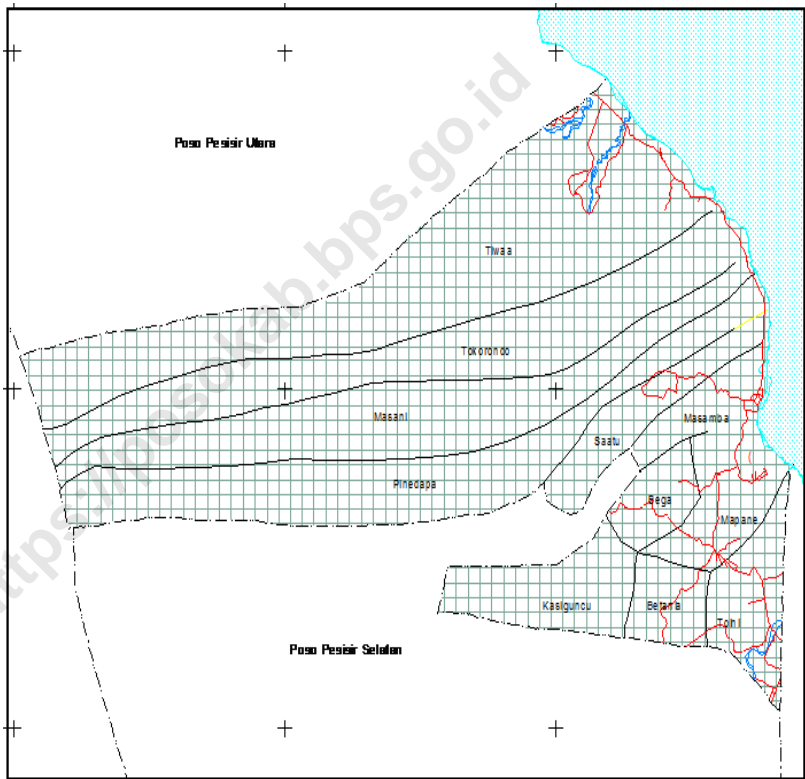 Poso Pesisir Utara
Tiwaa
Tokorondo
Masani
Masamba
Saatu
Pinedapa
Bega
Mapane
Kasiguncu
Betania
Toini
Poso Pesisir Selatan
https://posokab.bps.go.id